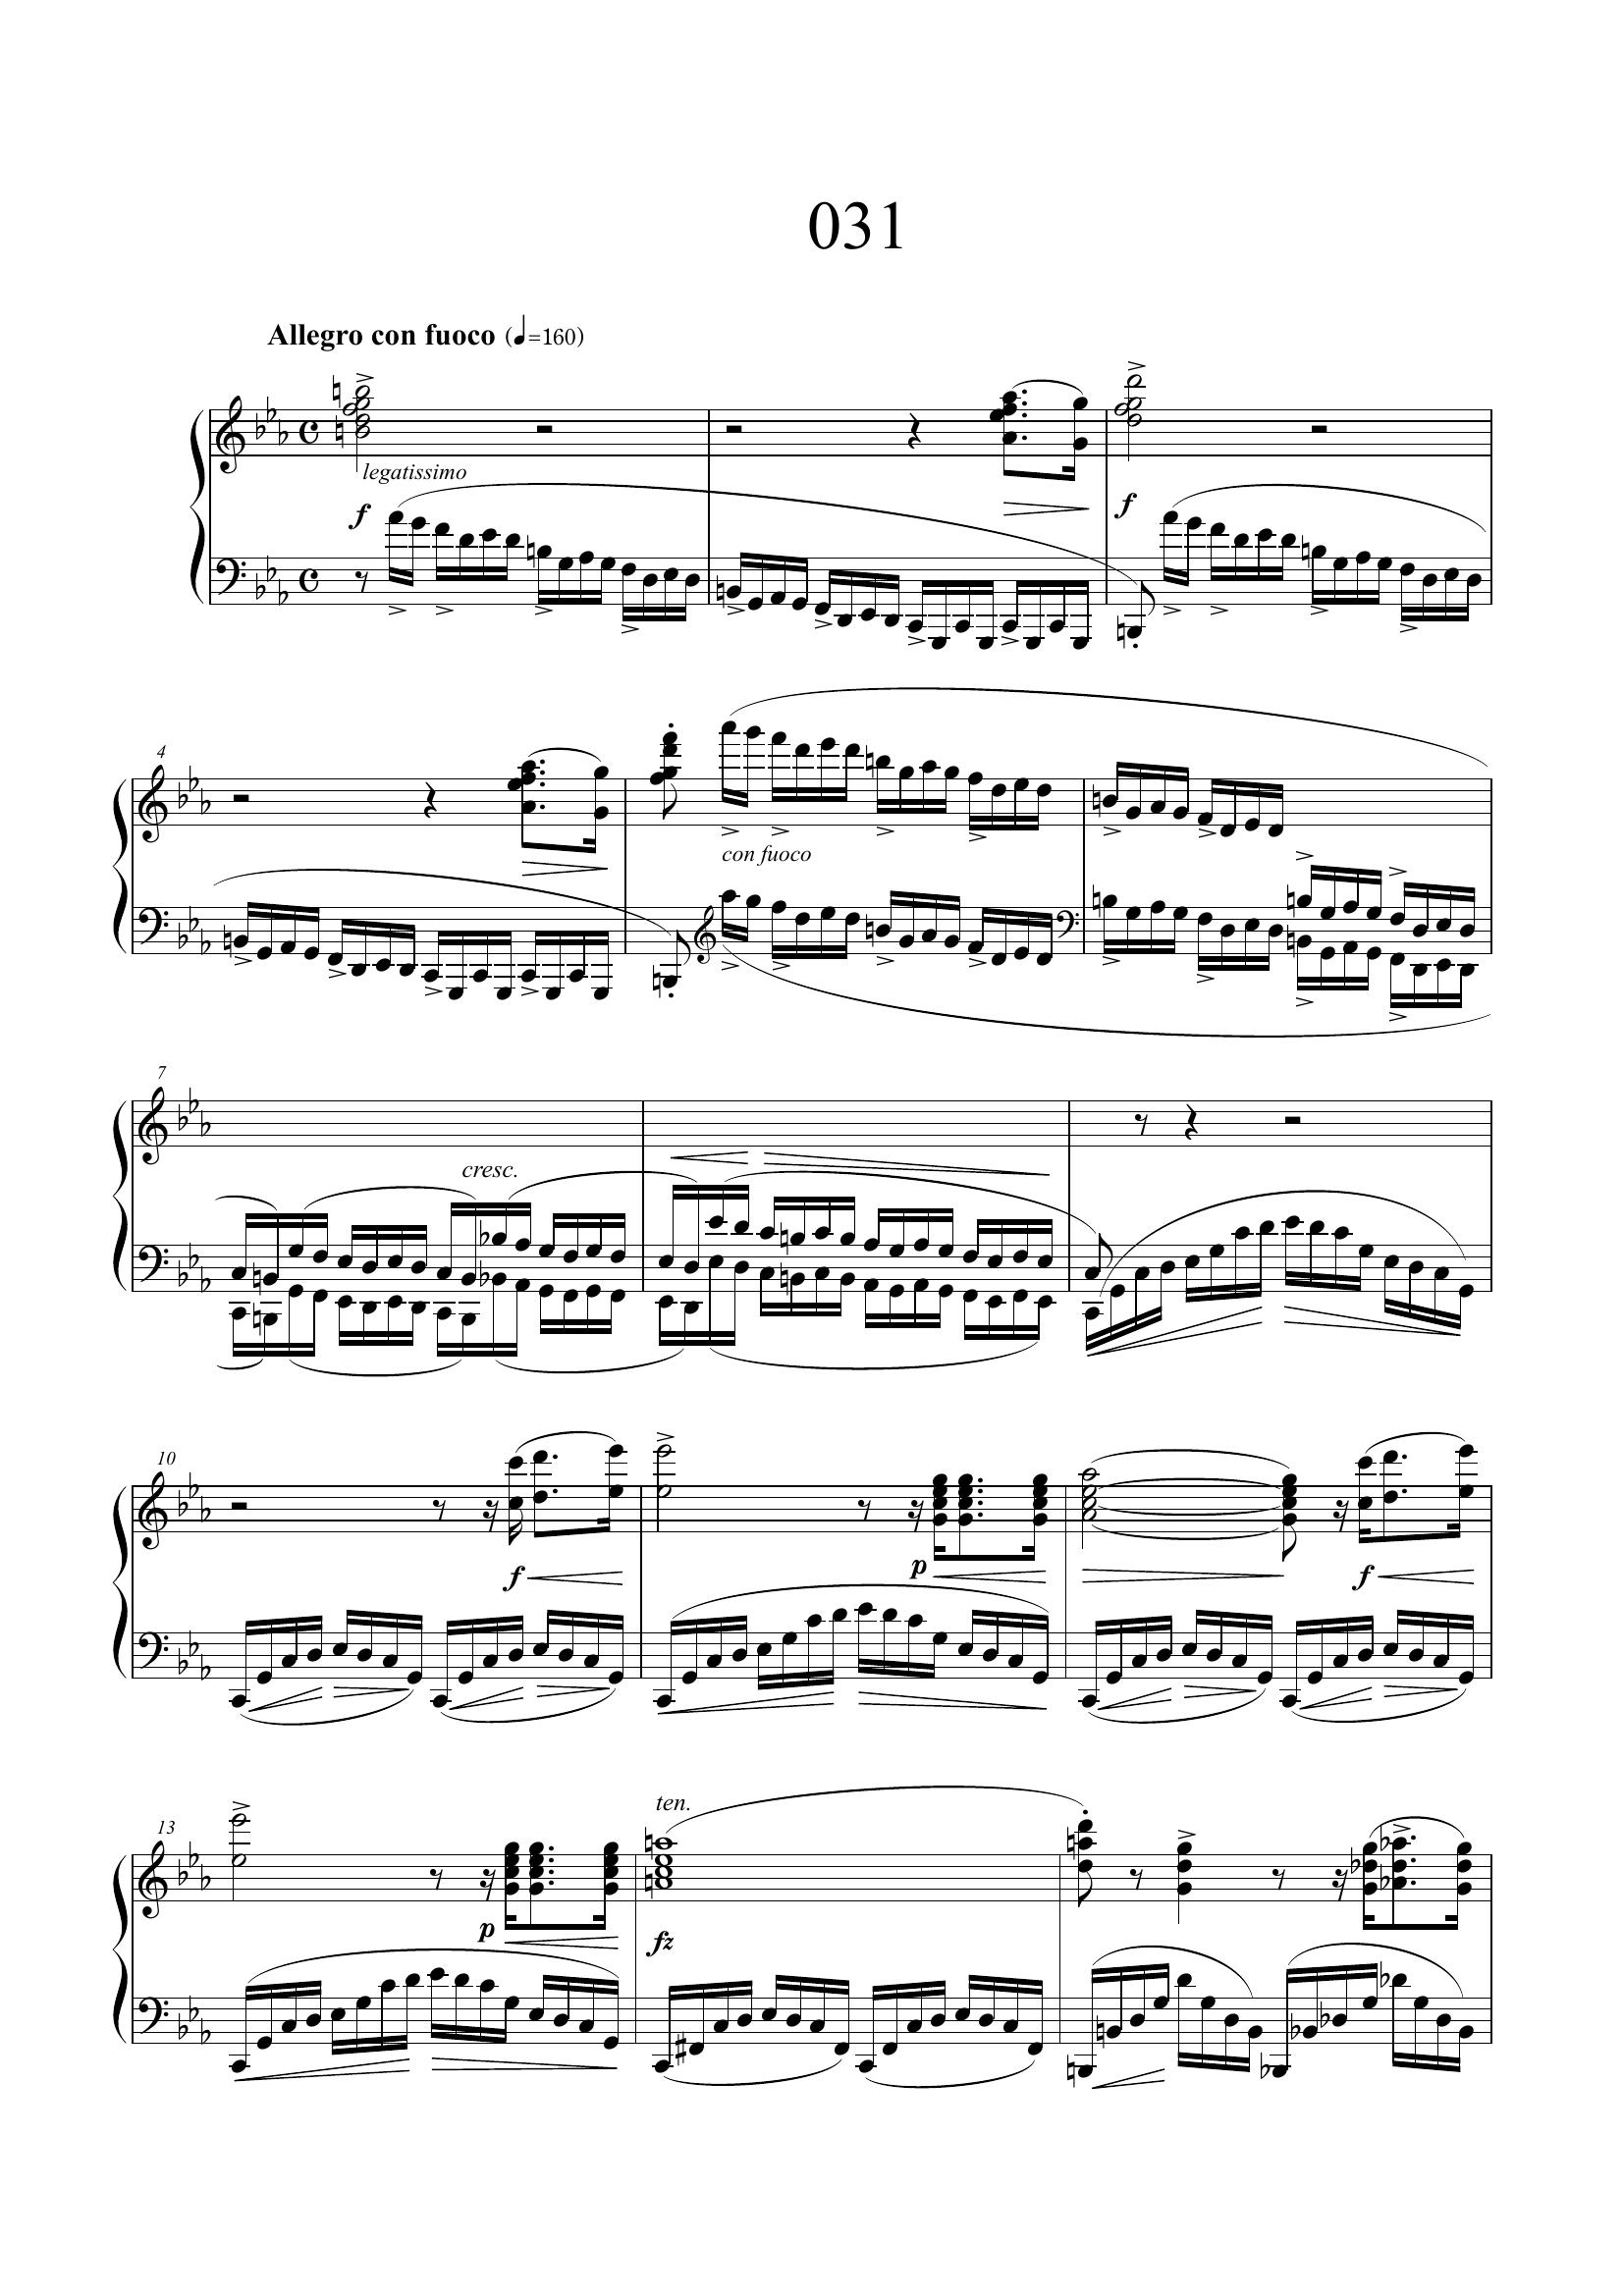 031
Allegro con fuoco (♩=160)
legatissimo
f
f
4
con fuoco
7
cresc.
10
f
p
f
13
ten.
p
fz